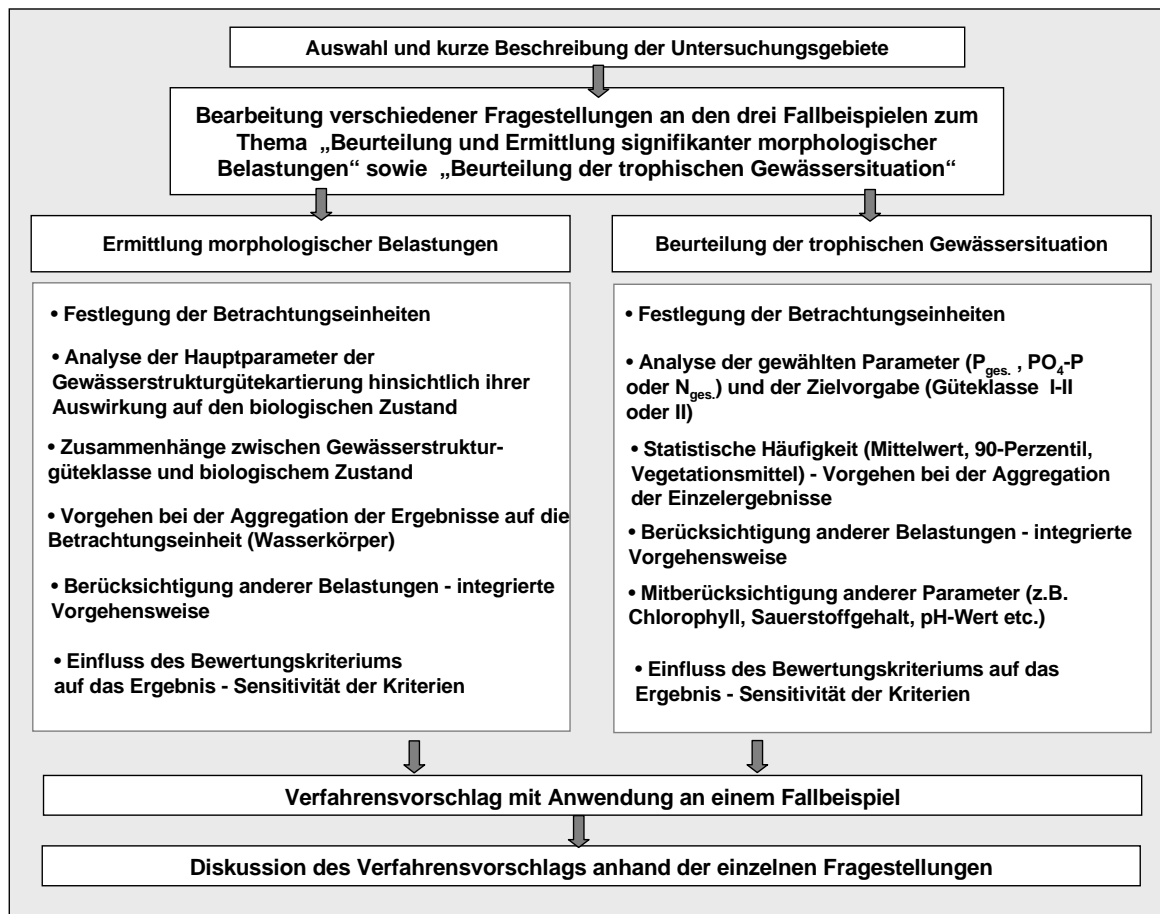 Auswahl und kurze Beschreibung der Untersuchungsgebiete
Bearbeitung verschiedener Fragestellungen an den drei Fallbeispielen zum
Thema „Beurteilung und Ermittlung signifikanter morphologischer
Belastungen“ sowie „Beurteilung der trophischen Gewässersituation“
Ermittlung morphologischer Belastungen
• Festlegung der Betrachtungseinheiten
• Analyse der Hauptparameter der
Gewässerstrukturgütekartierung hinsichtlich ihrer
Auswirkung auf den biologischen Zustand
• Zusammenhänge zwischen Gewässerstruktur-
güteklasse und biologischem Zustand
• Vorgehen bei der Aggregation der Ergebnisse auf die
Betrachtungseinheit (Wasserkörper)
• Berücksichtigung anderer Belastungen - integrierte
Vorgehensweise
• Einfluss des Bewertungskriteriums
auf das Ergebnis - Sensitivität der Kriterien
Beurteilung der trophischen Gewässersituation
• Festlegung der Betrachtungseinheiten
• Analyse der gewählten Parameter (Pges. , PO4-P
oder Nges.) und der Zielvorgabe (Güteklasse I-II
oder II)
• Statistische Häufigkeit (Mittelwert, 90-Perzentil,
Vegetationsmittel) - Vorgehen bei der Aggregation
der Einzelergebnisse
• Berücksichtigung anderer Belastungen - integrierte
Vorgehensweise
• Mitberücksichtigung anderer Parameter (z.B.
Chlorophyll, Sauerstoffgehalt, pH-Wert etc.)
• Einfluss des Bewertungskriteriums auf das
Ergebnis - Sensitivität der Kriterien
Verfahrensvorschlag mit Anwendung an einem Fallbeispiel
Diskussion des Verfahrensvorschlags anhand der einzelnen Fragestellungen